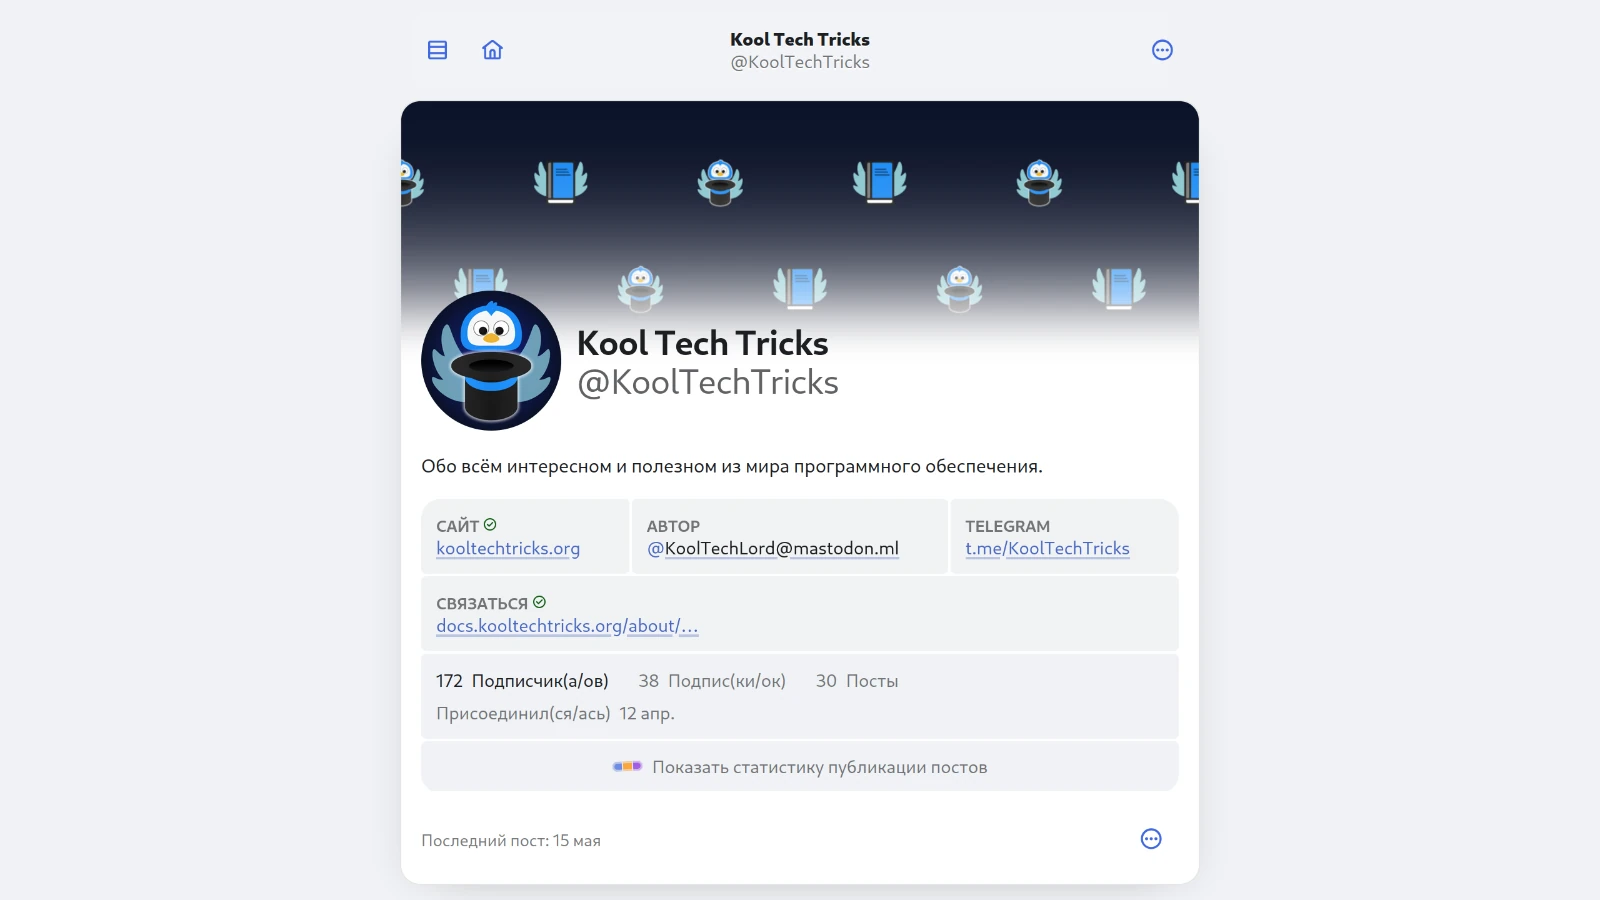 Kool Tech Tricks
@KoolTechTricks
Kool Tech Tricks
@KoolTechTricks
Обо всём интересном и полезном из мира программного обеспечения.
САЙТ
kooltechtricks.org
АВТОР
@KoolTechLord@mastodon.ml
TELEGRAM
t.me/KoolTechTricks
СВЯЗАТЬСЯ
docs.kooltechtricks.org/about/…
172 Подписчик(а/ов) 38 Подпис(ки/ок) 30 Посты
Присоединил(ся/ась) 12 апр.
Показать статистику публикации постов
Последний пост: 15 мая